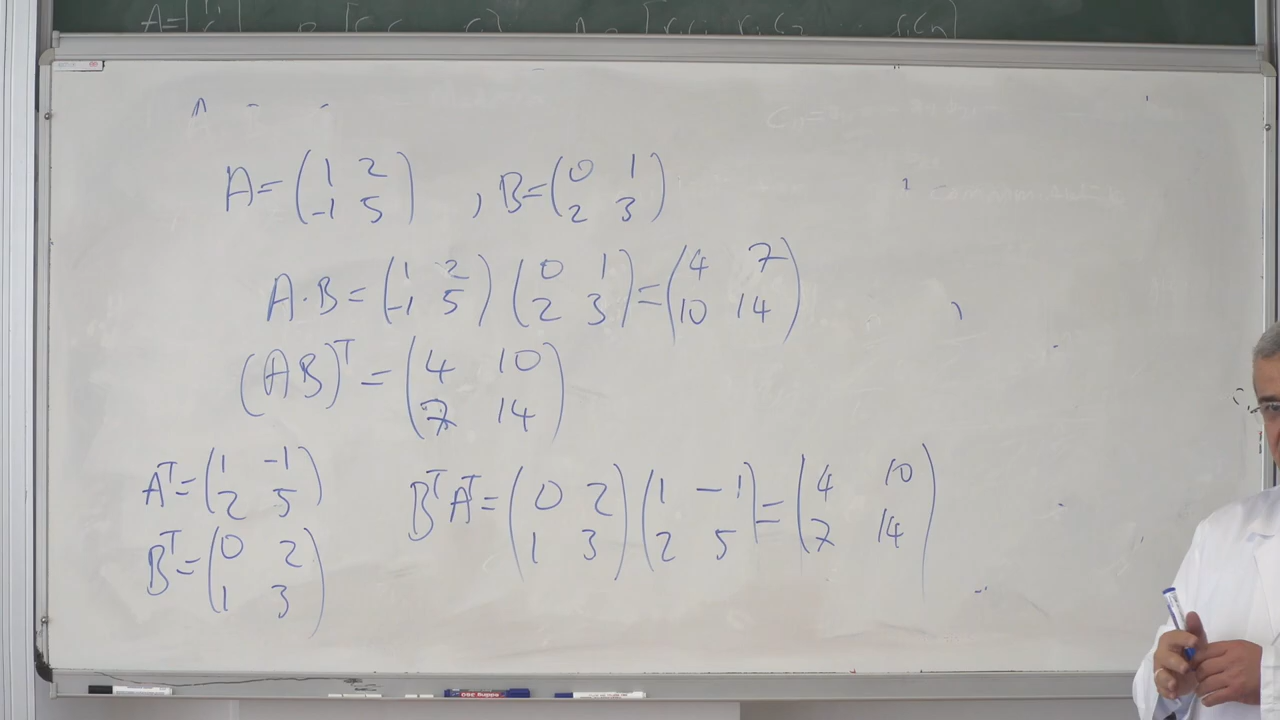 A = ( 1 2 ; -1 5 ) , B = ( 0 1 ; 2 3 )
A·B = ( 1 2 ; -1 5 ) ( 0 1 ; 2 3 ) = ( 4 7 ; 10 14 )
(AB)^T = ( 4 10 ; 7 14 )
A^T = ( 1 -1 ; 2 5 )
B^T = ( 0 2 ; 1 3 )
B^T A^T = ( 0 2 ; 1 3 ) ( 1 -1 ; 2 5 ) = ( 4 10 ; 7 14 )